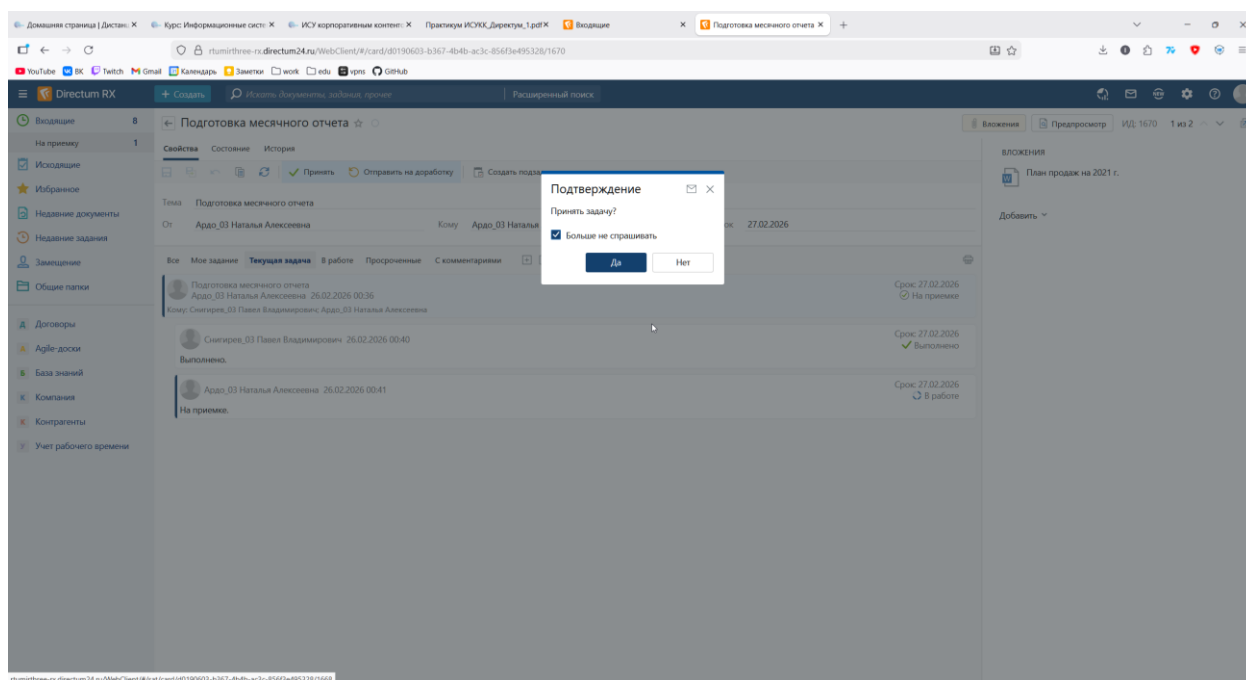 Домашняя страница | Дистан
Курс: Информационные систе
ИСУ корпоративным контент
Практикум ИСУКК_Директум_1.pdf
Входящие
Подготовка месячного отчета
rtumirthree-rx.directum24.ru/WebClient/#/card/d0190603-b367-4b4b-ac3c-856f3e495328/1670
YouTube ВК Twitch Gmail Календарь Заметки work edu vpns GitHub
Directum RX
+ Создать
Искать документы, задания, прочее
Расширенный поиск
Входящие 8
На приемку 1
Исходящие
Избранное
Недавние документы
Недавние задания
Замещение
Общие папки
Договоры
Agile-доски
База знаний
Компания
Контрагенты
Учет рабочего времени
Подготовка месячного отчета
Вложения
Предпросмотр
ИД: 1670
1 из 2
Свойства Состояние История
Принять
Отправить на доработку
Создать подза
Тема Подготовка месячного отчета
От Ардо_03 Наталья Алексеевна
Кому Ардо_03 Наталья
ок 27.02.2026
Все Мое задание Текущая задача В работе Просроченные С комментариями
Подготовка месячного отчета
Ардо_03 Наталья Алексеевна 26.02.2026 00:36
Кому: Снигирев_03 Павел Владимирович; Ардо_03 Наталья Алексеевна
Срок: 27.02.2026
На приемке
Снигирев_03 Павел Владимирович 26.02.2026 00:40
Выполнено.
Срок: 27.02.2026
Выполнено
Ардо_03 Наталья Алексеевна 26.02.2026 00:41
На приемке.
Срок: 27.02.2026
В работе
Подтверждение
Принять задачу?
Больше не спрашивать
Да
Нет
ВЛОЖЕНИЯ
План продаж на 2021 г.
Добавить